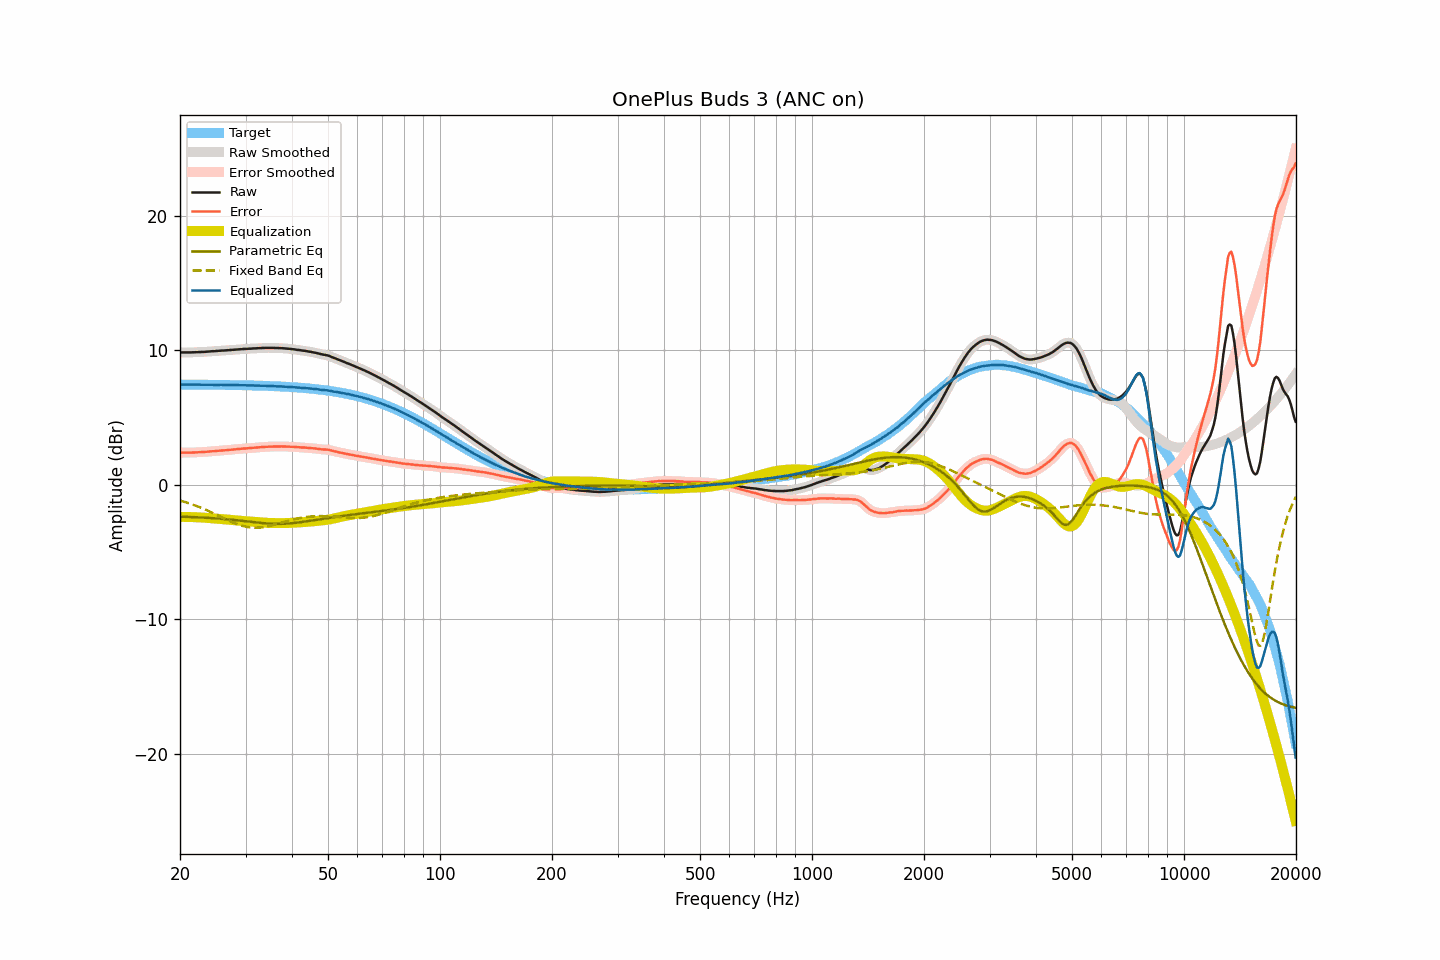 OnePlus Buds 3 (ANC on)
Target
Raw Smoothed
Error Smoothed
Raw
Error
Equalization
Parametric Eq
Fixed Band Eq
Equalized
20
10
0
−10
−20
Amplitude (dBr)
20 50 100 200 500 1000 2000 5000 10000 20000
Frequency (Hz)